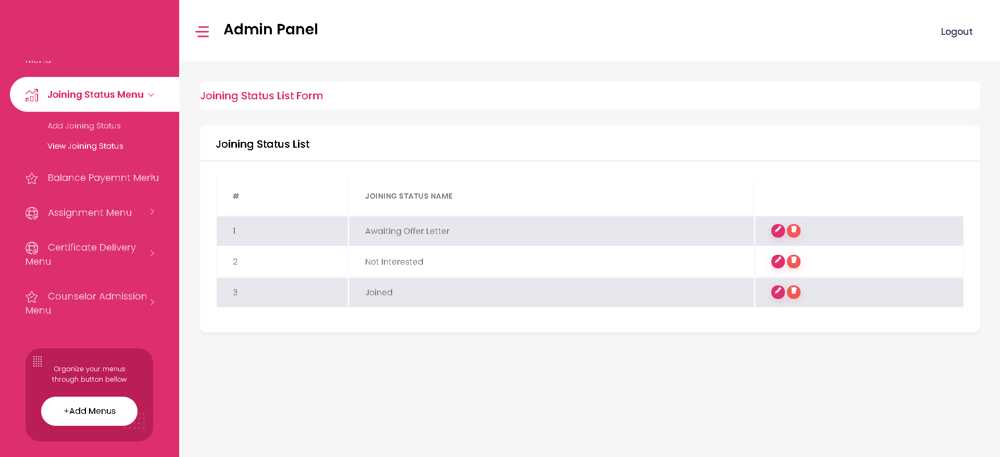 Admin Panel
Logout
Menu
Joining Status Menu
Add Joining Status
View Joining Status
Balance Payemnt Menu
Assignment Menu
Certificate Delivery
Menu
Counselor Admission
Menu
Organize your menus
through button bellow
+Add Menus
Joining Status List Form
Joining Status List
# JOINING STATUS NAME
1 Awaiting Offer Letter
2 Not Interested
3 Joined